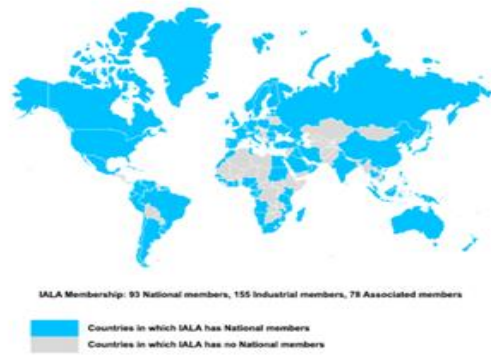 IALA Membership: 93 National members, 155 Industrial members, 78 Associated members
Countries in which IALA has National members
Countries in which IALA has no National members